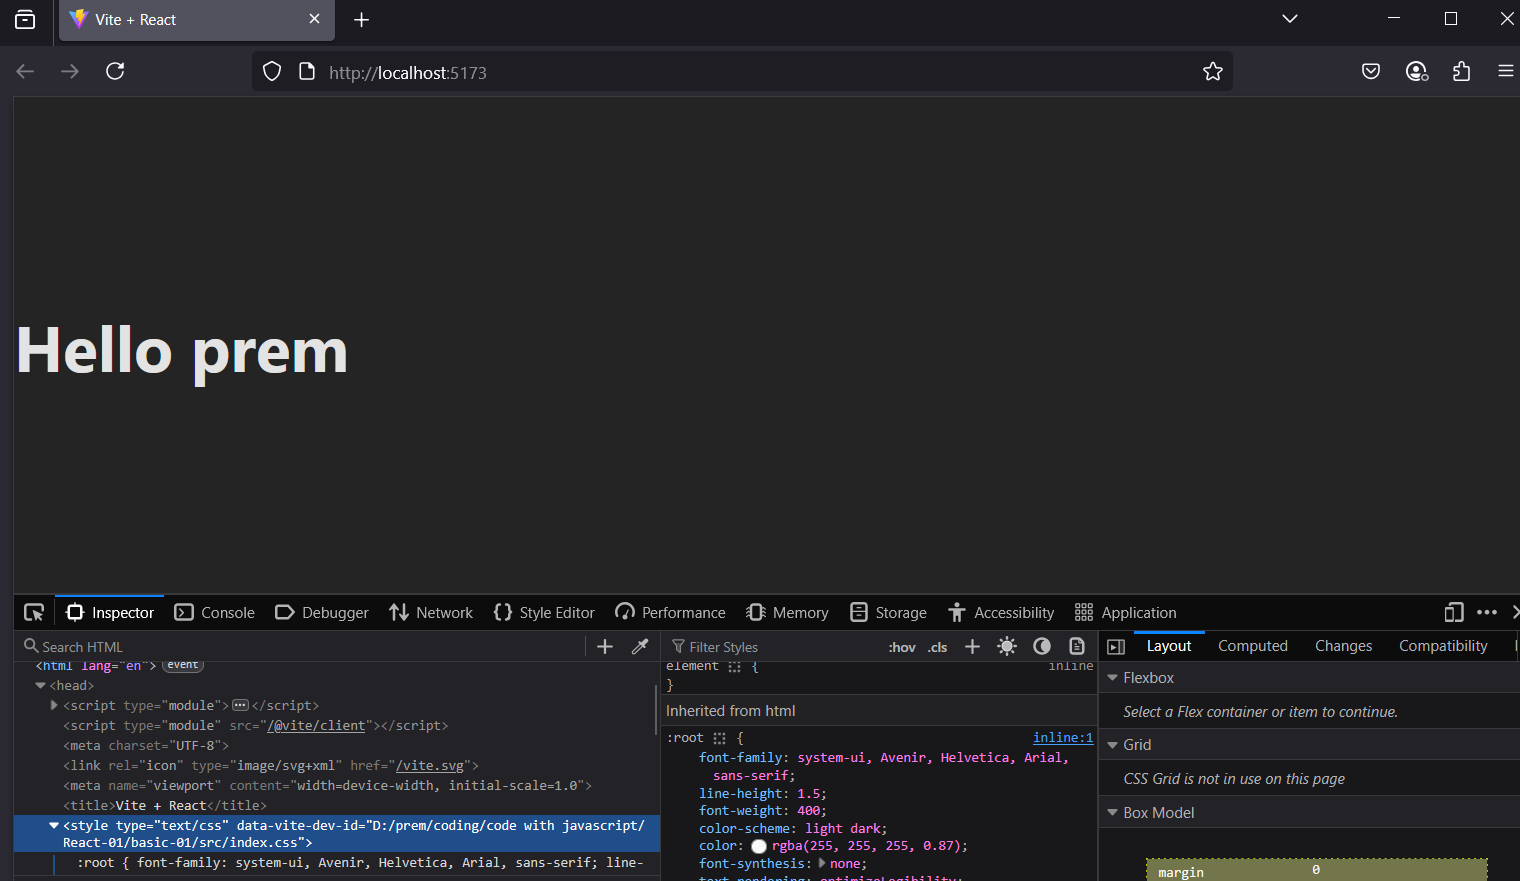 Vite + React
http://localhost:5173
Hello prem
Inspector Console Debugger Network Style Editor Performance Memory Storage Accessibility Application
Search HTML
Filter Styles :hov .cls
Layout Computed Changes Compatibility
<html lang="en"> event
<head>
<script type="module"> </script>
<script type="module" src="/@vite/client"></script>
<meta charset="UTF-8">
<link rel="icon" type="image/svg+xml" href="/vite.svg">
<meta name="viewport" content="width=device-width, initial-scale=1.0">
<title>Vite + React</title>
<style type="text/css" data-vite-dev-id="D:/prem/coding/code with javascript/
React-01/basic-01/src/index.css">
:root { font-family: system-ui, Avenir, Helvetica, Arial, sans-serif; line-
element { inline
}
Inherited from html
:root { inline:1
font-family: system-ui, Avenir, Helvetica, Arial,
sans-serif;
line-height: 1.5;
font-weight: 400;
color-scheme: light dark;
color: rgba(255, 255, 255, 0.87);
font-synthesis: none;
text-rendering: optimizeLegibility;
Flexbox
Select a Flex container or item to continue.
Grid
CSS Grid is not in use on this page
Box Model
margin 0